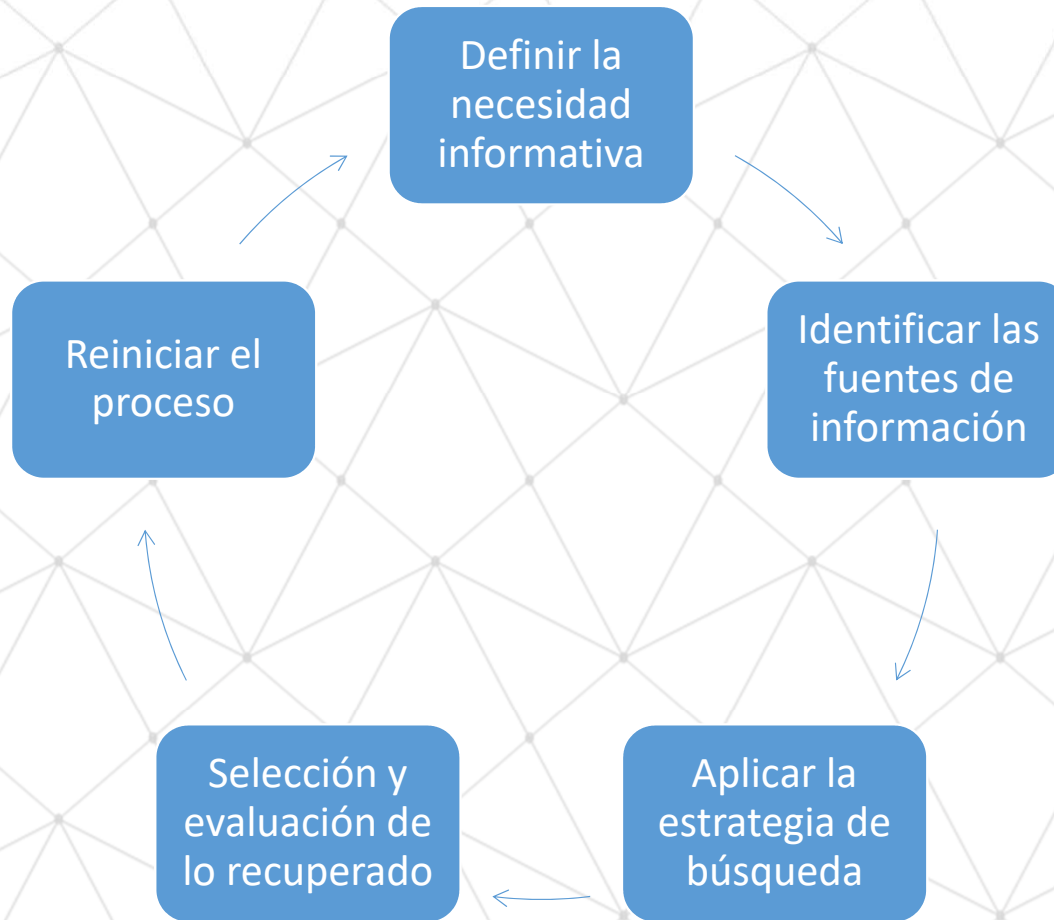 Definir la
necesidad
informativa
Identificar las
fuentes de
información
Aplicar la
estrategia de
búsqueda
Selección y
evaluación de
lo recuperado
Reiniciar el
proceso